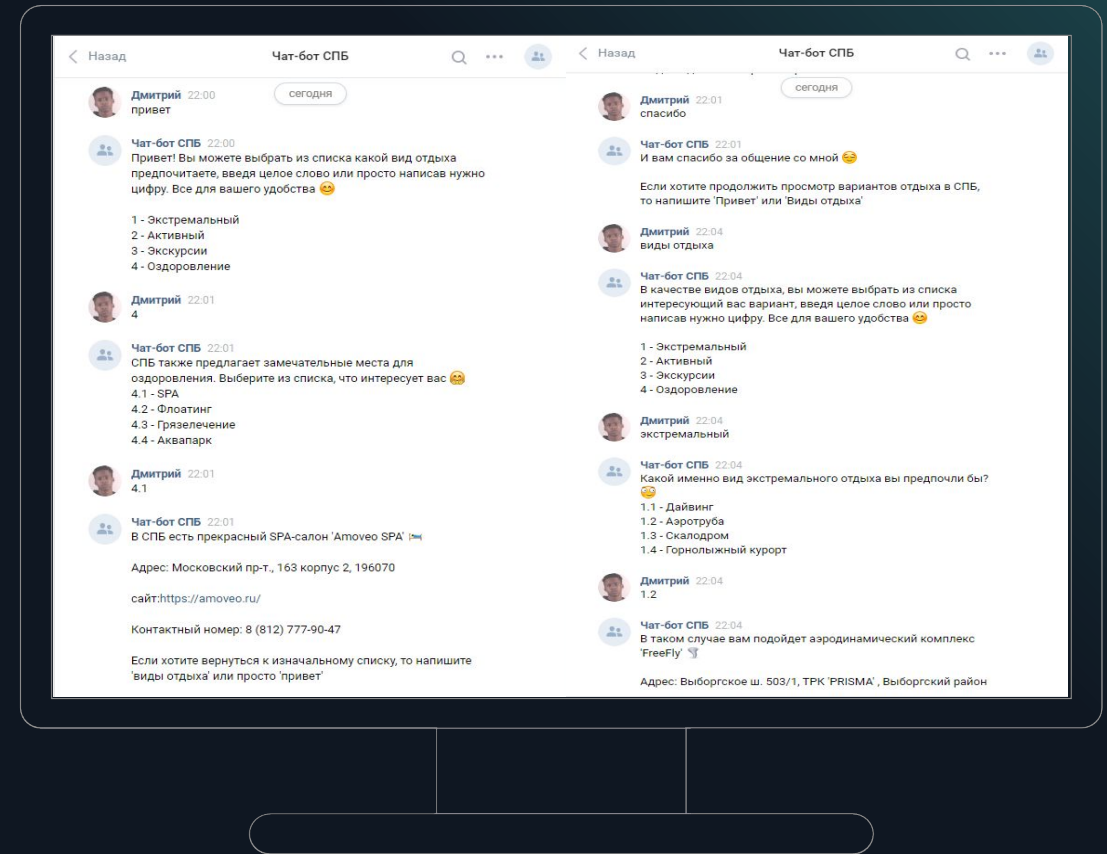 Назад
Чат-бот СПБ
сегодня
Дмитрий 22:00
привет
Чат-бот СПБ 22:00
Привет! Вы можете выбрать из списка какой вид отдыха
предпочитаете, введя целое слово или просто написав нужно
цифру. Все для вашего удобства 😊
1 - Экстремальный
2 - Активный
3 - Экскурсии
4 - Оздоровление
Дмитрий 22:01
4
Чат-бот СПБ 22:01
СПБ также предлагает замечательные места для
оздоровления. Выберите из списка, что интересует вас 🤗
4.1 - SPA
4.2 - Флоатинг
4.3 - Грязелечение
4.4 - Аквапарк
Дмитрий 22:01
4.1
Чат-бот СПБ 22:01
В СПБ есть прекрасный SPA-салон 'Amoveo SPA' 🛌
Адрес: Московский пр-т., 163 корпус 2, 196070
сайт:https://amoveo.ru/
Контактный номер: 8 (812) 777-90-47
Если хотите вернуться к изначальному списку, то напишите
'виды отдыха' или просто 'привет'
Назад
Чат-бот СПБ
сегодня
Дмитрий 22:01
спасибо
Чат-бот СПБ 22:01
И вам спасибо за общение со мной 😊
Если хотите продолжить просмотр вариантов отдыха в СПБ,
то напишите 'Привет' или 'Виды отдыха'
Дмитрий 22:04
виды отдыха
Чат-бот СПБ 22:04
В качестве видов отдыха, вы можете выбрать из списка
интересующий вас вариант, введя целое слово или просто
написав нужно цифру. Все для вашего удобства 😊
1 - Экстремальный
2 - Активный
3 - Экскурсии
4 - Оздоровление
Дмитрий 22:04
экстремальный
Чат-бот СПБ 22:04
Какой именно вид экстремального отдыха вы предпочли бы?
😳
1.1 - Дайвинг
1.2 - Аэротруба
1.3 - Скалодром
1.4 - Горнолыжный курорт
Дмитрий 22:04
1.2
Чат-бот СПБ 22:04
В таком случае вам подойдет аэродинамический комплекс
'FreeFly' 🌪
Адрес: Выборгское ш. 503/1, ТРК 'PRISMA' , Выборгский район